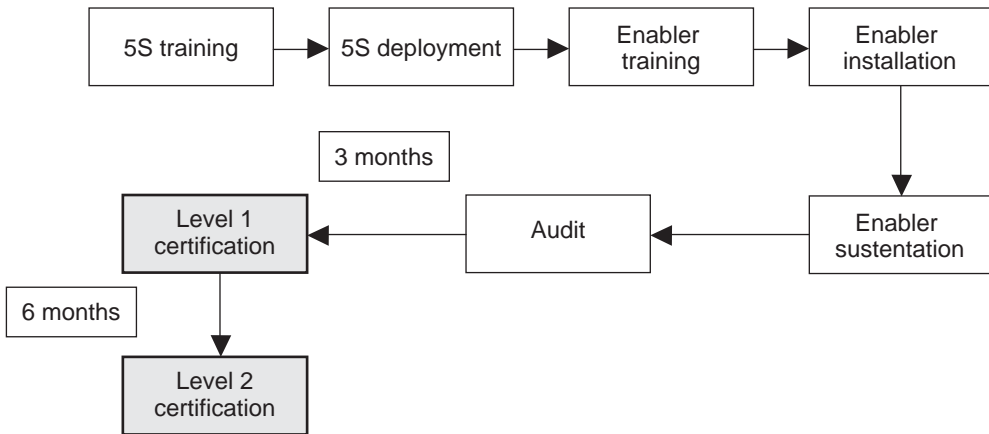 5S training
5S deployment
Enabler
training
Enabler
installation
3 months
Level 1
certification
Audit
Enabler
sustentation
6 months
Level 2
certification